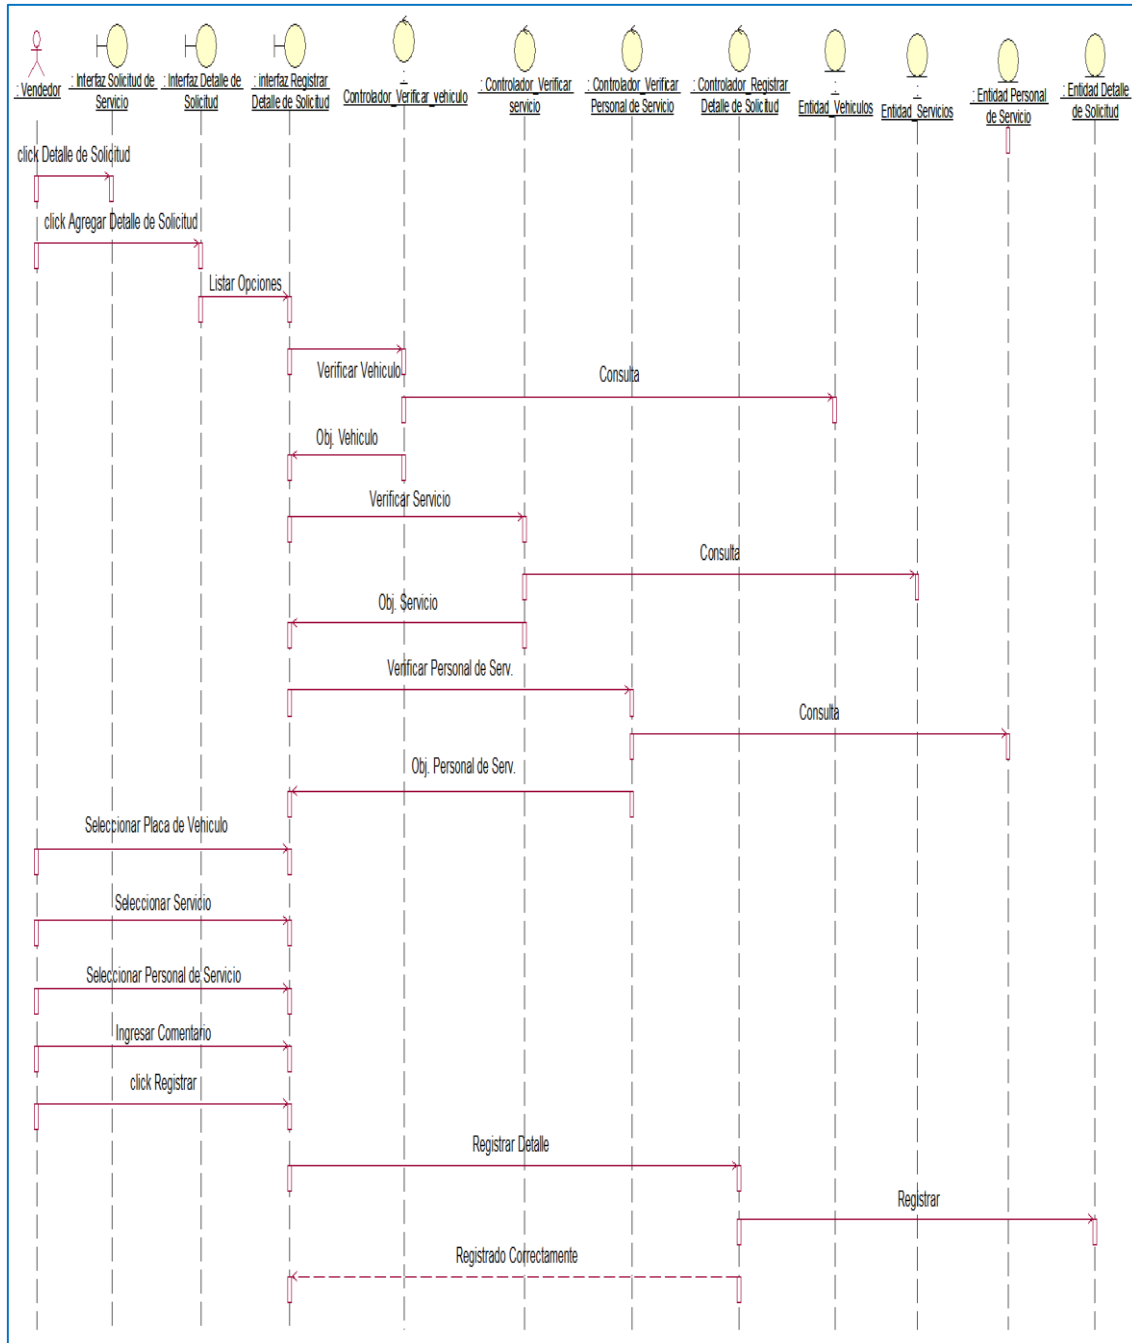 : Vendedor
: Interfaz Solicitud de
Servicio
: Interfaz Detalle de
Solicitud
: interfaz Registrar
Detalle de Solicitud
:
Controlador_Verificar_vehiculo
: Controlador_Verificar
servicio
: Controlador_Verificar
Personal de Servicio
: Controlador_Registrar
Detalle de Solicitud
:
Entidad_Vehiculos
:
Entidad_Servicios
: Entidad Personal
de Servicio
: Entidad Detalle
de Solicitud
click Detalle de Solicitud
click Agregar Detalle de Solicitud
Listar Opciones
Verificar Vehiculo
Consulta
Obj. Vehiculo
Verificar Servicio
Consulta
Obj. Servicio
Verificar Personal de Serv.
Consulta
Obj. Personal de Serv.
Seleccionar Placa de Vehiculo
Seleccionar Servicio
Seleccionar Personal de Servicio
Ingresar Comentario
click Registrar
Registrar Detalle
Registrar
Registrado Correctamente